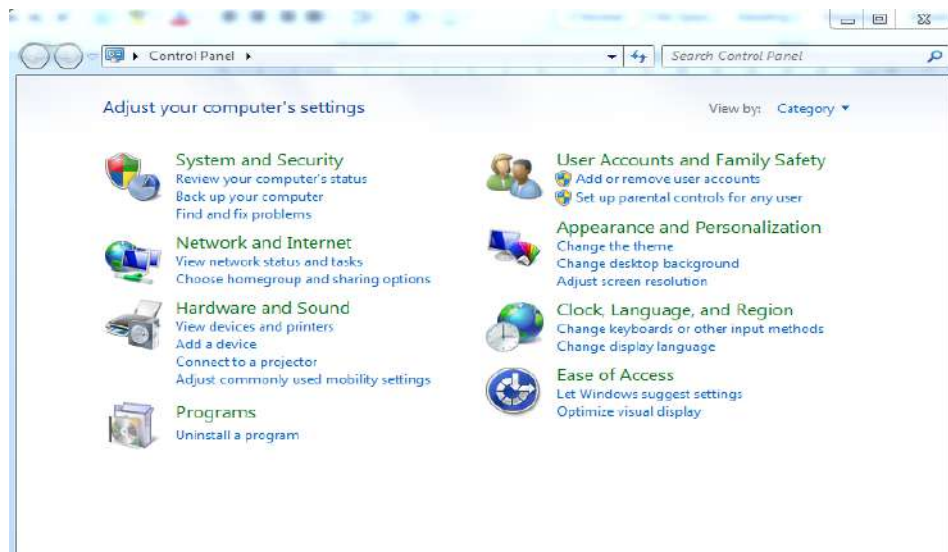 Control Panel
Search Control Panel
Adjust your computer's settings
View by: Category
System and Security
Review your computer's status
Back up your computer
Find and fix problems
Network and Internet
View network status and tasks
Choose homegroup and sharing options
Hardware and Sound
View devices and printers
Add a device
Connect to a projector
Adjust commonly used mobility settings
Programs
Uninstall a program
User Accounts and Family Safety
Add or remove user accounts
Set up parental controls for any user
Appearance and Personalization
Change the theme
Change desktop background
Adjust screen resolution
Clock, Language, and Region
Change keyboards or other input methods
Change display language
Ease of Access
Let Windows suggest settings
Optimize visual display